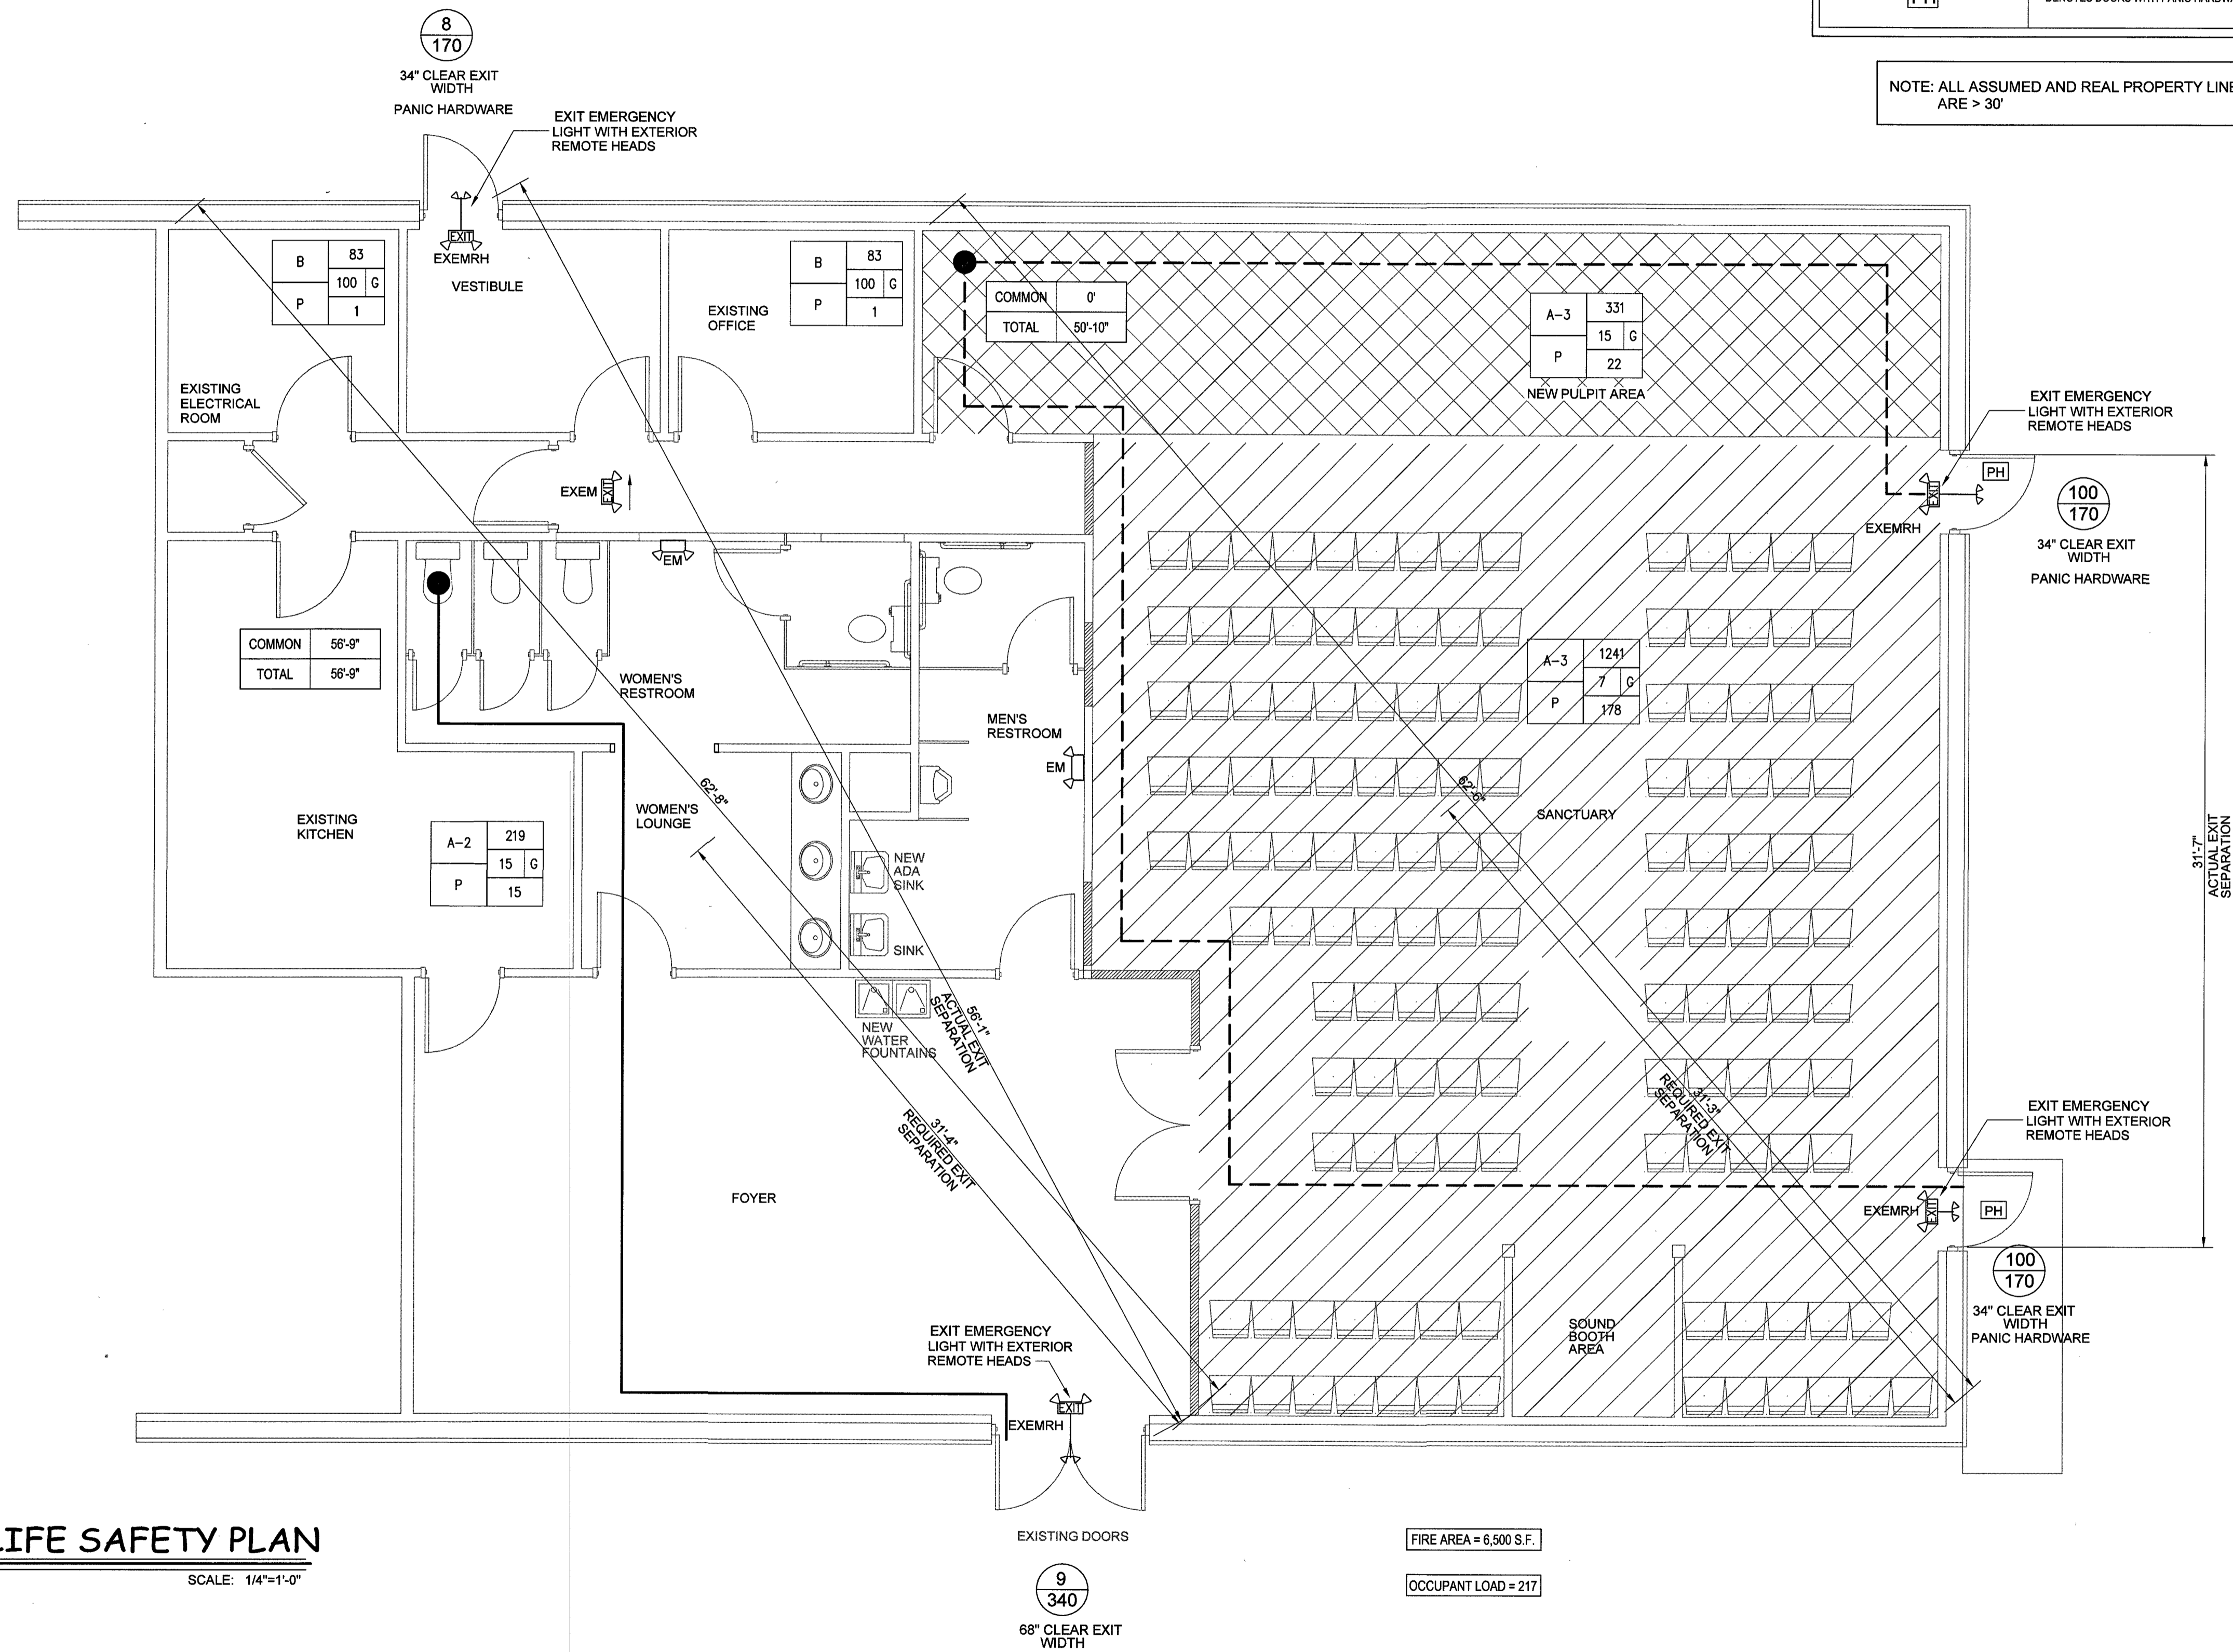 8
170
34" CLEAR EXIT
WIDTH
PANIC HARDWARE
EXIT EMERGENCY
LIGHT WITH EXTERIOR
REMOTE HEADS
PH
NOTE: ALL ASSUMED AND REAL PROPERTY LINE
ARE > 30'
B
83
100 G
P
1
EXIT
EXEMRH
VESTIBULE
EXISTING
OFFICE
B
83
100 G
P
1
COMMON 0'
TOTAL 50'-10"
A-3
331
15 G
P
22
NEW PULPIT AREA
EXISTING
ELECTRICAL
ROOM
EXIT EMERGENCY
LIGHT WITH EXTERIOR
REMOTE HEADS
EXEM
EXIT
EXIT
PH
EXEMRH
100
170
34" CLEAR EXIT
WIDTH
PANIC HARDWARE
EM
COMMON 56'-9"
TOTAL 56'-9"
WOMEN'S
RESTROOM
MEN'S
RESTROOM
EM
A-3
1241
7 G
P
178
62'-8"
62'-6"
WOMEN'S
LOUNGE
SANCTUARY
EXISTING
KITCHEN
A-2
219
15 G
P
15
NEW
ADA
SINK
SINK
31'-7"
ACTUAL EXIT
SEPARATION
NEW
WATER
FOUNTAINS
56'-1"
ACTUAL EXIT
SEPARATION
31'-4"
REQUIRED EXIT
SEPARATION
31'-3"
REQUIRED EXIT
SEPARATION
EXIT EMERGENCY
LIGHT WITH EXTERIOR
REMOTE HEADS
FOYER
EXEMRH
EXIT
PH
100
170
34" CLEAR EXIT
WIDTH
PANIC HARDWARE
SOUND
BOOTH
AREA
EXIT EMERGENCY
LIGHT WITH EXTERIOR
REMOTE HEADS
EXIT
EXEMRH
LIFE SAFETY PLAN
SCALE: 1/4"=1'-0"
EXISTING DOORS
9
340
68" CLEAR EXIT
WIDTH
FIRE AREA = 6,500 S.F.
OCCUPANT LOAD = 217